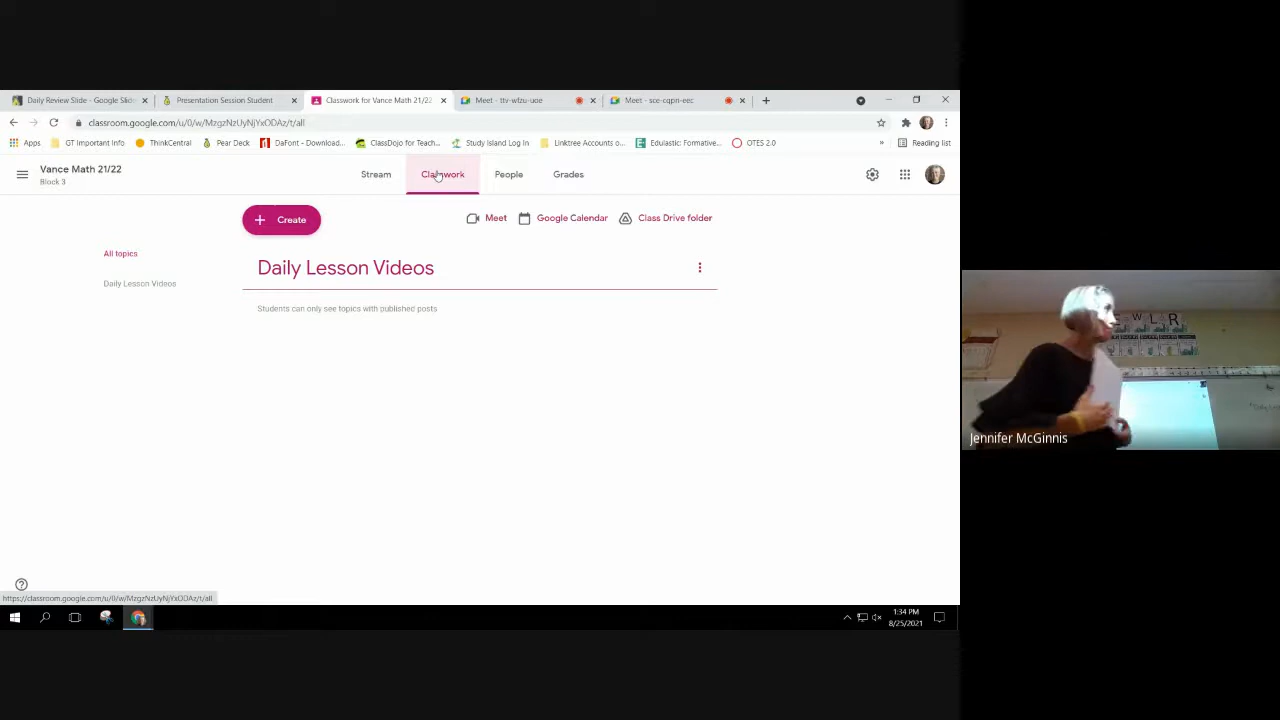 Daily Review Slide - Google Slid
Presentation Session Student
Classwork for Vance Math 21/22
Meet - ttv-wfzu-uoe
Meet - sce-cqpn-eec
classroom.google.com/u/0/w/MzgzNzUyNjYxODAz/t/all
Apps
GT Important Info
ThinkCentral
Pear Deck
DaFont - Download...
ClassDojo for Teach...
Study Island Log In
Linktree Accounts o...
Edulastic: Formative...
OTES 2.0
»
Reading list
Vance Math 21/22
Block 3
Stream
Classwork
People
Grades
Create
Meet
Google Calendar
Class Drive folder
All topics
Daily Lesson Videos
Daily Lesson Videos
Students can only see topics with published posts
https://classroom.google.com/u/0/w/MzgzNzUyNjYxODAz/t/all
1:34 PM
8/25/2021
W L R
Jennifer McGinnis